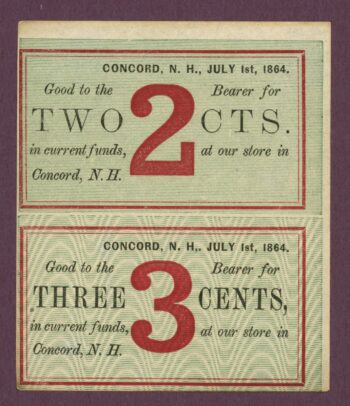 CONCORD, N. H., JULY 1st, 1864.
Good to the 2 Bearer for
TWO CTS.
in current funds, at our store in
Concord, N. H.
CONCORD, N. H., JULY 1st, 1864.
Good to the 3 Bearer for
THREE CENTS,
in current funds, at our store in
Concord, N. H.